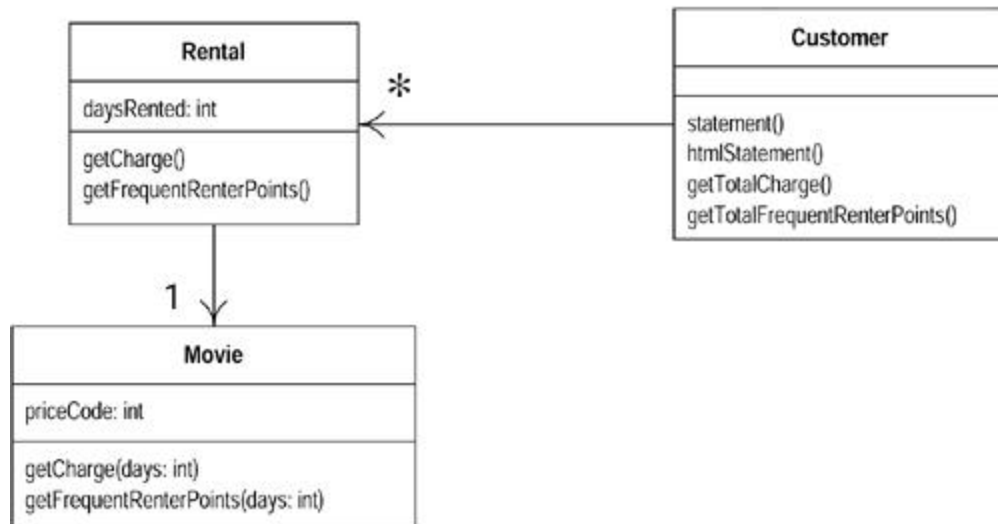 Rental
daysRented: int
getCharge()
getFrequentRenterPoints()
*
Customer
statement()
htmlStatement()
getTotalCharge()
getTotalFrequentRenterPoints()
1
Movie
priceCode: int
getCharge(days: int)
getFrequentRenterPoints(days: int)